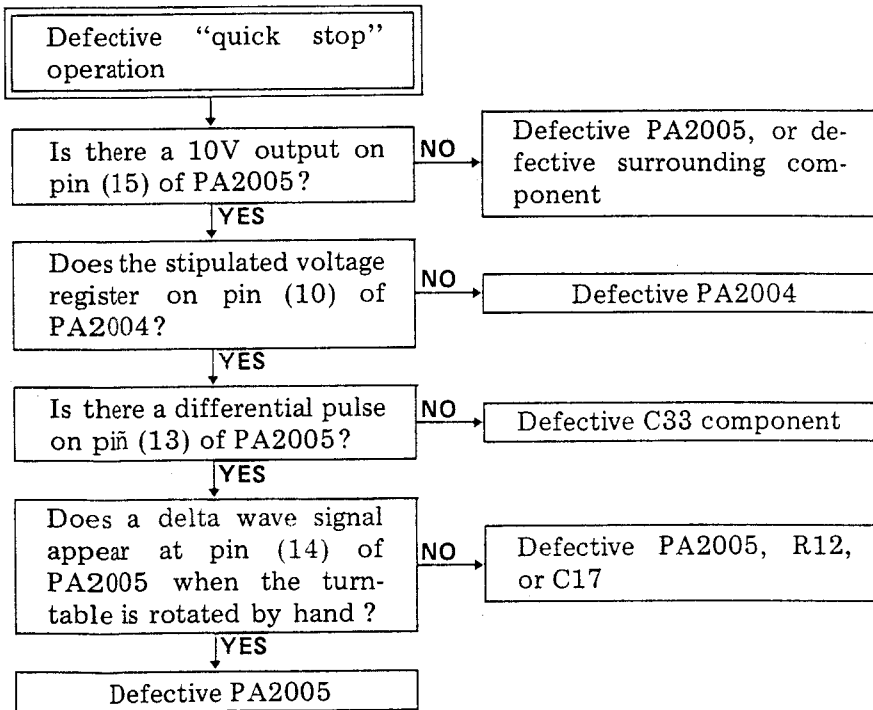 Defective “quick stop”
operation
Is there a 10V output on
pin (15) of PA2005?
NO
Defective PA2005, or de-
fective surrounding com-
ponent
YES
Does the stipulated voltage
register on pin (10) of
PA2004?
NO
Defective PA2004
YES
Is there a differential pulse
on piñ (13) of PA2005?
NO
Defective C33 component
YES
Does a delta wave signal
appear at pin (14) of
PA2005 when the turn-
table is rotated by hand ?
NO
Defective PA2005, R12,
or C17
YES
Defective PA2005